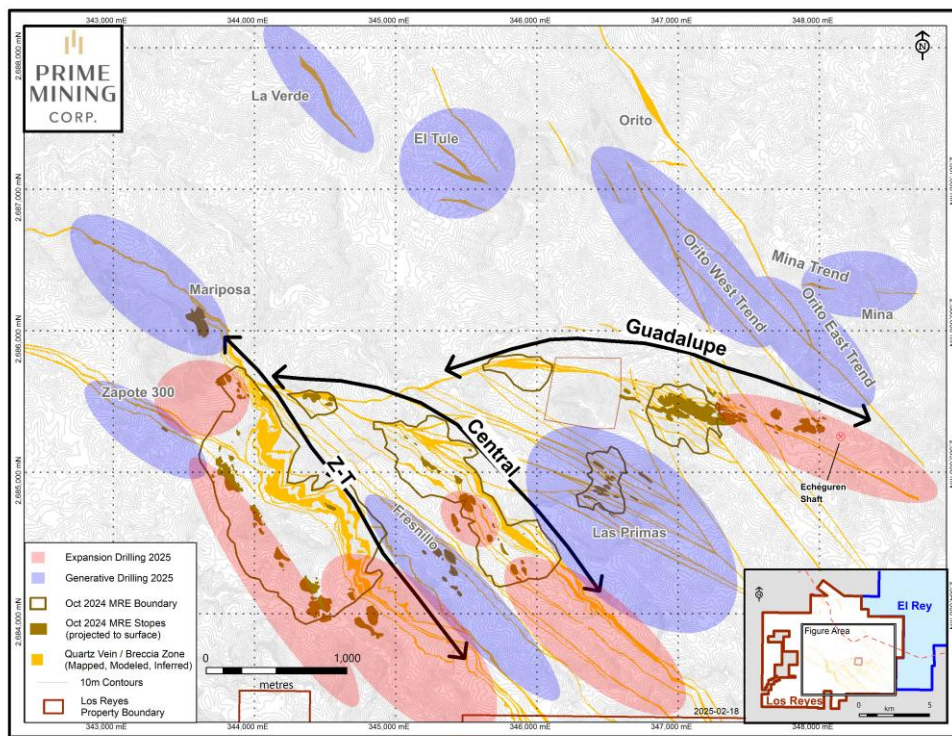 343,000 mE
344,000 mE
345,000 mE
346,000 mE
347,000 mE
348,000 mE
2,688,000 mN
2,687,000 mN
2,686,000 mN
2,685,000 mN
2,684,000 mN
PRIME
MINING
CORP.
La Verde
El Tule
Orito
Mariposa
Orito West Trend
Mina Trend
Mina
Orito East Trend
Guadalupe
Zapote 300
Z-T
Central
Fresnillo
Las Primas
Echeguren
Shaft
Expansion Drilling 2025
Generative Drilling 2025
Oct 2024 MRE Boundary
Oct 2024 MRE Stopes
(projected to surface)
Quartz Vein / Breccia Zone
(Mapped, Modeled, Inferred)
10m Contours
Los Reyes
Property Boundary
0 1,000
metres
2025-02-18
El Rey
Figure Area
Los Reyes
0 5
km
343,000 mE
344,000 mE
345,000 mE
346,000 mE
347,000 mE
348,000 mE